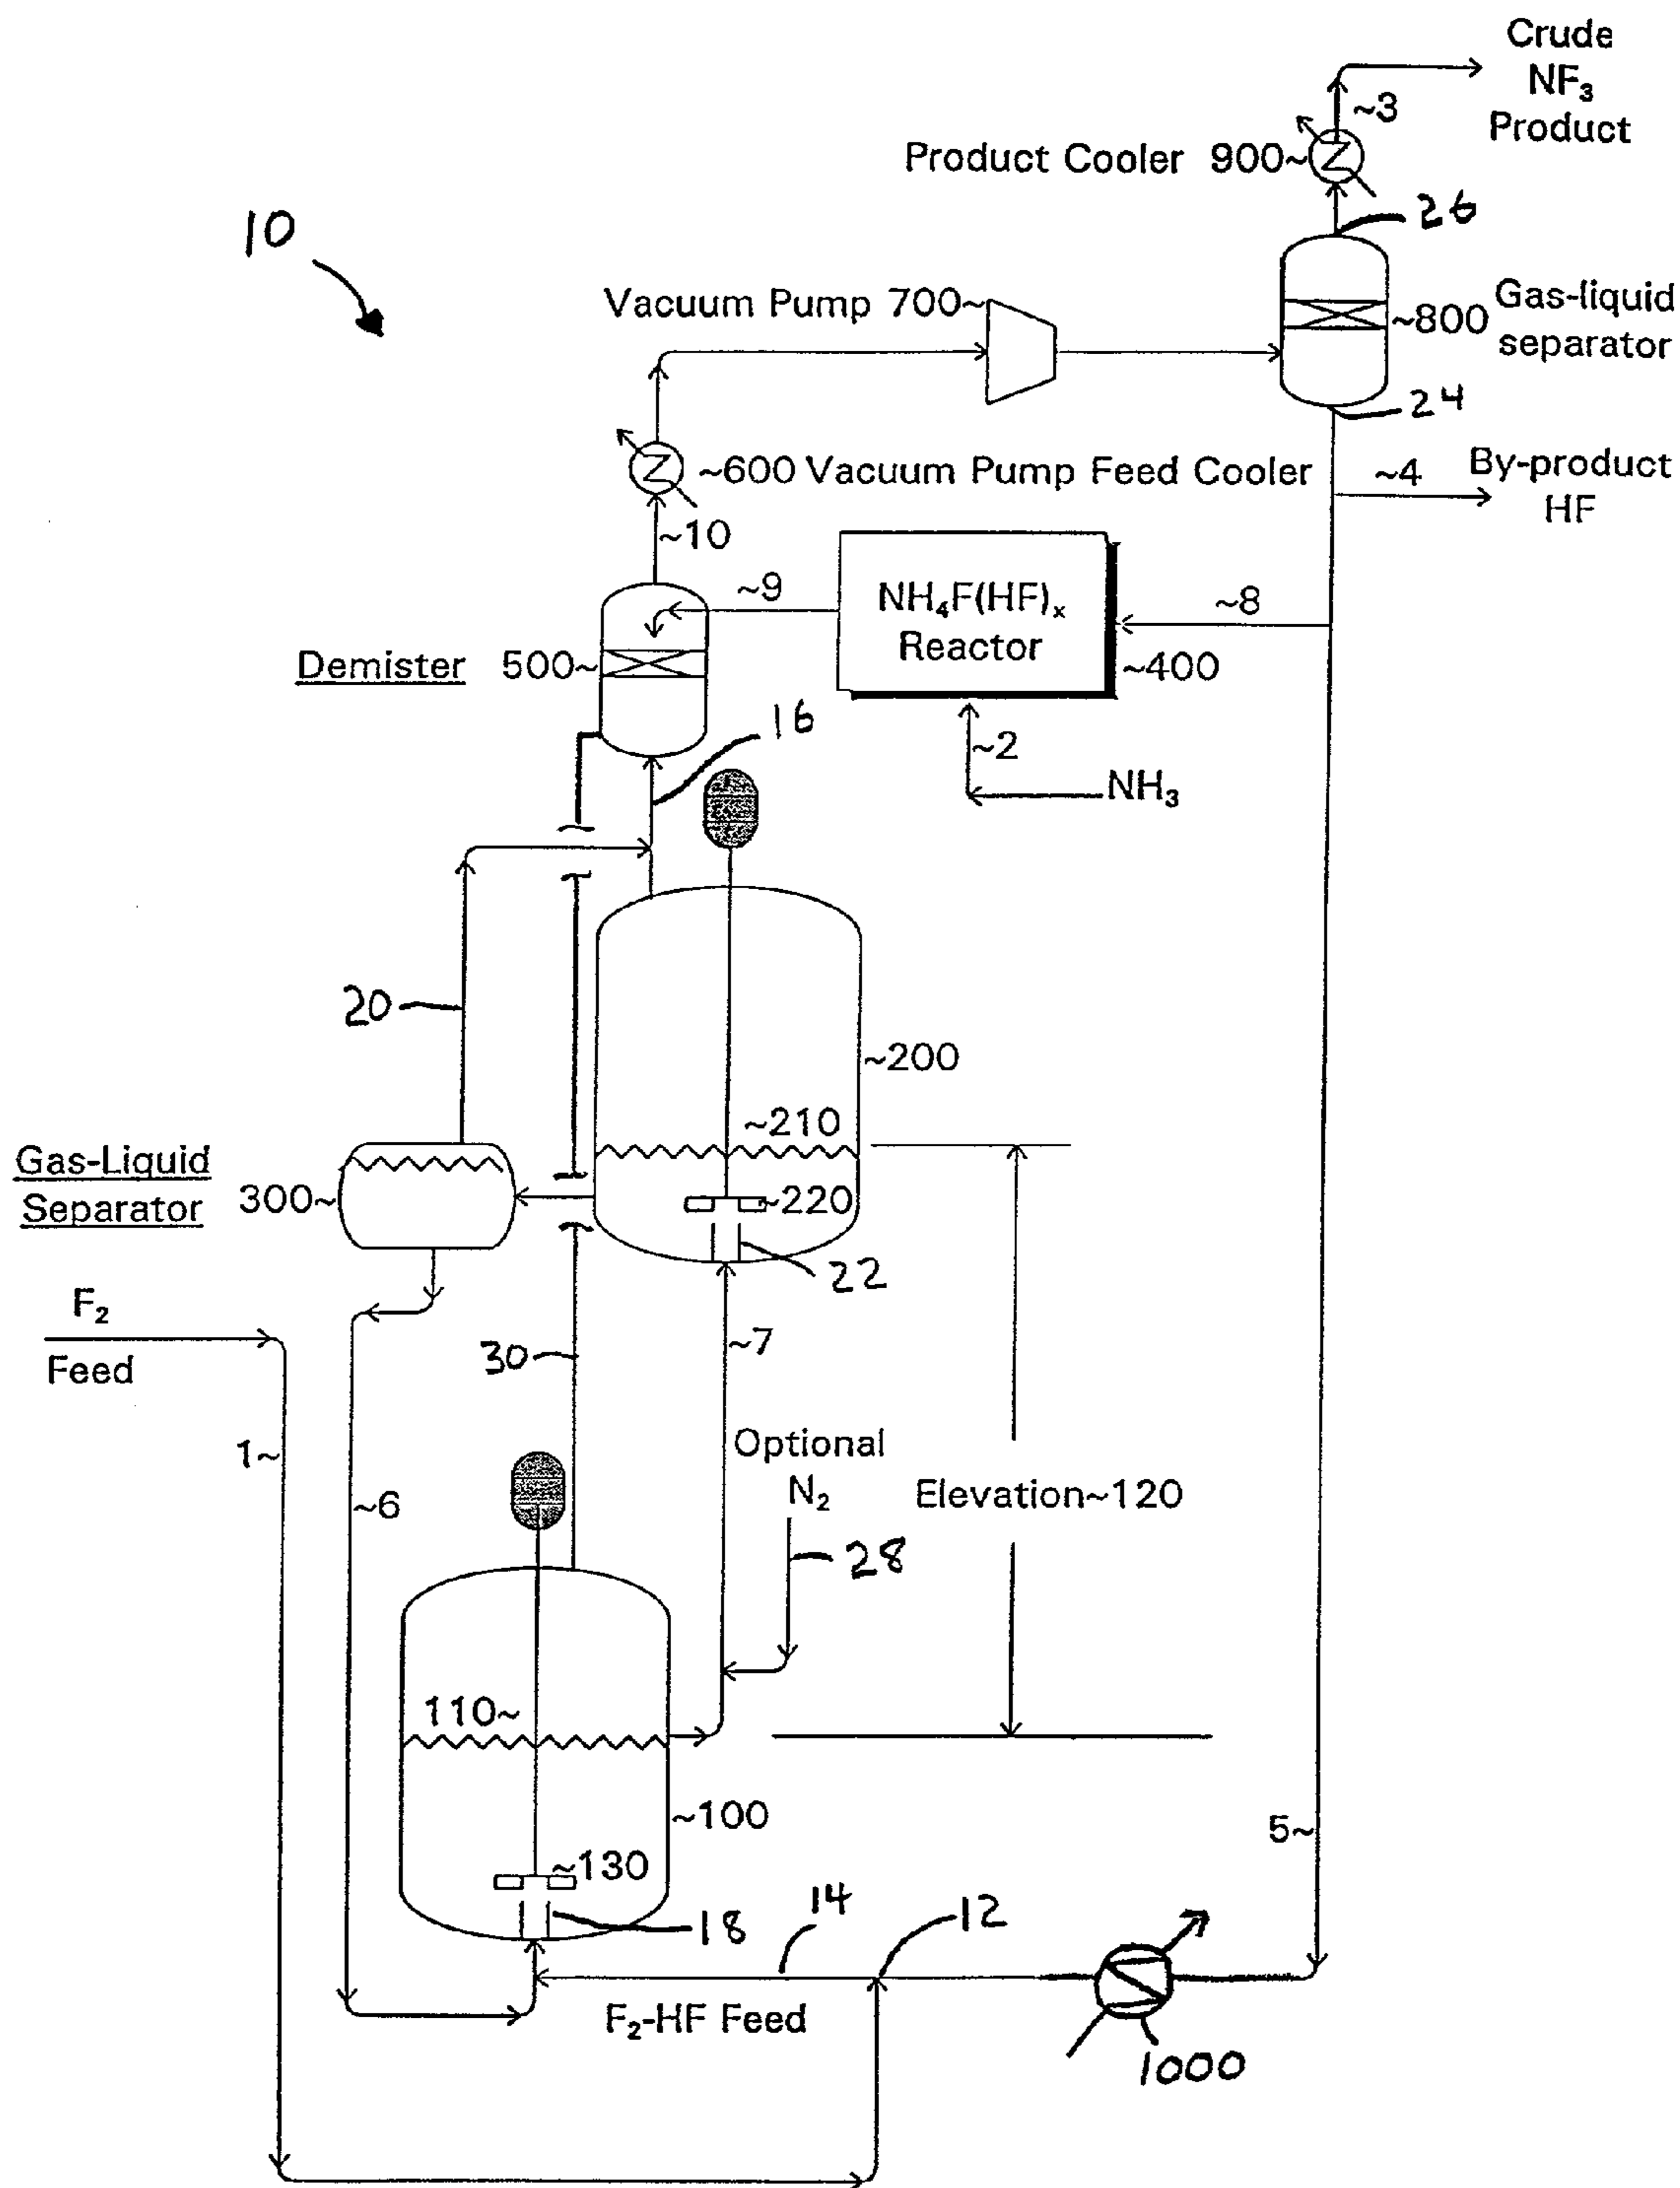 Crude
NF₃
Product
~3
Product Cooler 900~
26
10
Vacuum Pump 700~
~800
Gas-liquid
separator
24
~600 Vacuum Pump Feed Cooler
~4
By-product
HF
~10
~9
NH₄F(HF)ₓ
Reactor
~8
~400
Demister 500~
16
~2
NH₃
20
~200
~210
Gas-Liquid
Separator
300~
~220
22
F₂
Feed
30
~7
1~
Optional
N₂
~6
Elevation~120
28
110~
~100
5~
~130
14
12
18
F₂-HF Feed
1000